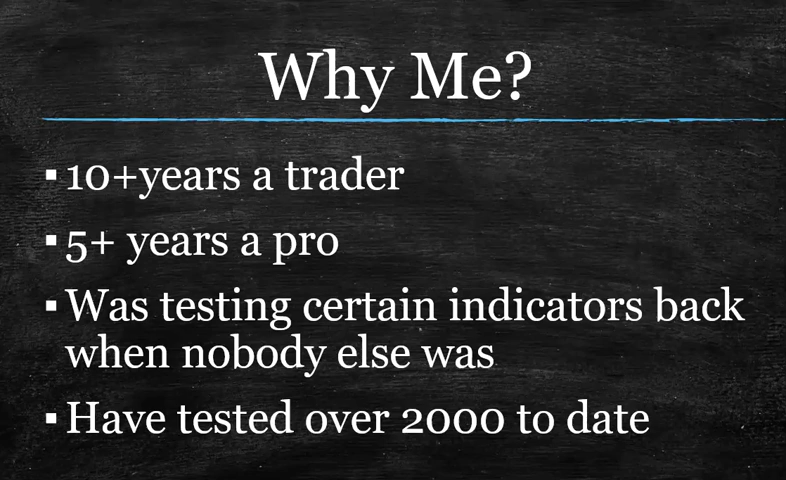 Why Me?
▪ 10+years a trader
▪ 5+ years a pro
▪ Was testing certain indicators back
when nobody else was
▪ Have tested over 2000 to date